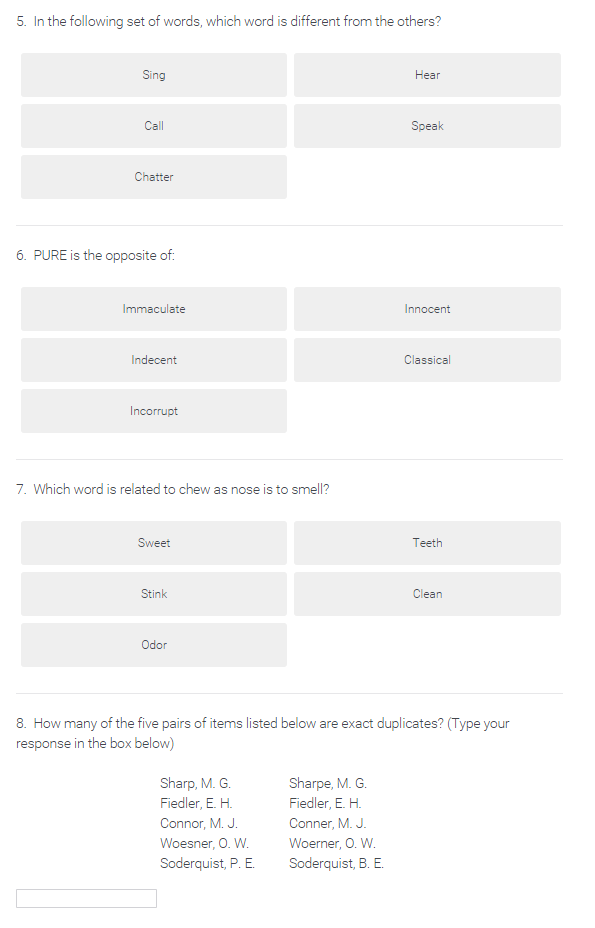 5. In the following set of words, which word is different from the others?
Sing
Hear
Call
Speak
Chatter
6. PURE is the opposite of:
Immaculate
Innocent
Indecent
Classical
Incorrupt
7. Which word is related to chew as nose is to smell?
Sweet
Teeth
Stink
Clean
Odor
8. How many of the five pairs of items listed below are exact duplicates? (Type your
response in the box below)
Sharp, M. G. Sharpe, M. G.
Fiedler, E. H. Fiedler, E. H.
Connor, M. J. Conner, M. J.
Woesner, O. W. Woerner, O. W.
Soderquist, P. E. Soderquist, B. E.